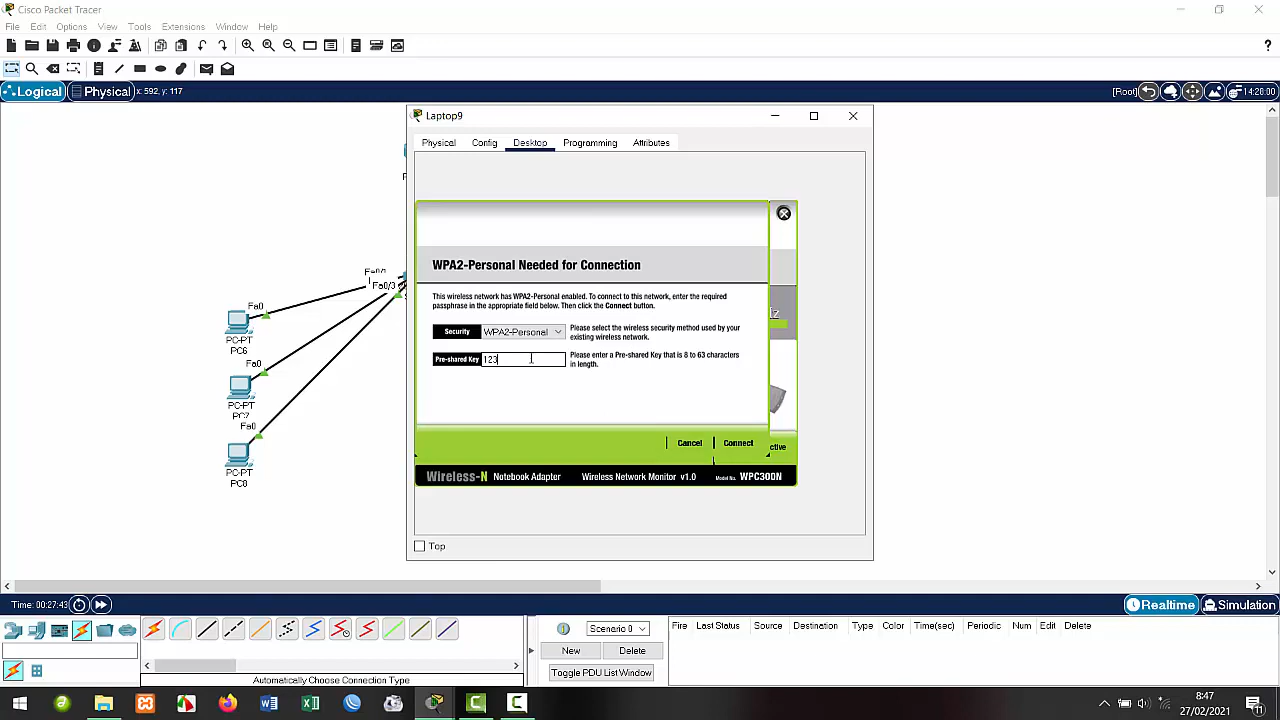 Cisco Packet Tracer
File Edit Options View Tools Extensions Window Help
?
Logical Physical x: 592, y: 117 [Root] 14:28:00
Laptop9
Physical Config Desktop Programming Attributes
WPA2-Personal Needed for Connection
This wireless network has WPA2-Personal enabled. To connect to this network, enter the required
passphrase in the appropriate field below. Then click the Connect button.
Security WPA2-Personal Please select the wireless security method used by your
existing wireless network.
Pre-shared Key 123 Please enter a Pre-shared Key that is 8 to 63 characters
in length.
Cancel Connect ctive
Wireless-N Notebook Adapter Wireless Network Monitor v1.0 Model No. WPC300N
Top
Fa0/3
Fa0
PC-PT
PC6
Fa0
PC-PT
PC7
Fa0
PC-PT
PC8
Time: 00:27:43 Realtime Simulation
Scenario 0
New Delete
Toggle PDU List Window
Fire Last Status Source Destination Type Color Time(sec) Periodic Num Edit Delete
Automatically Choose Connection Type
8:47
27/02/2021